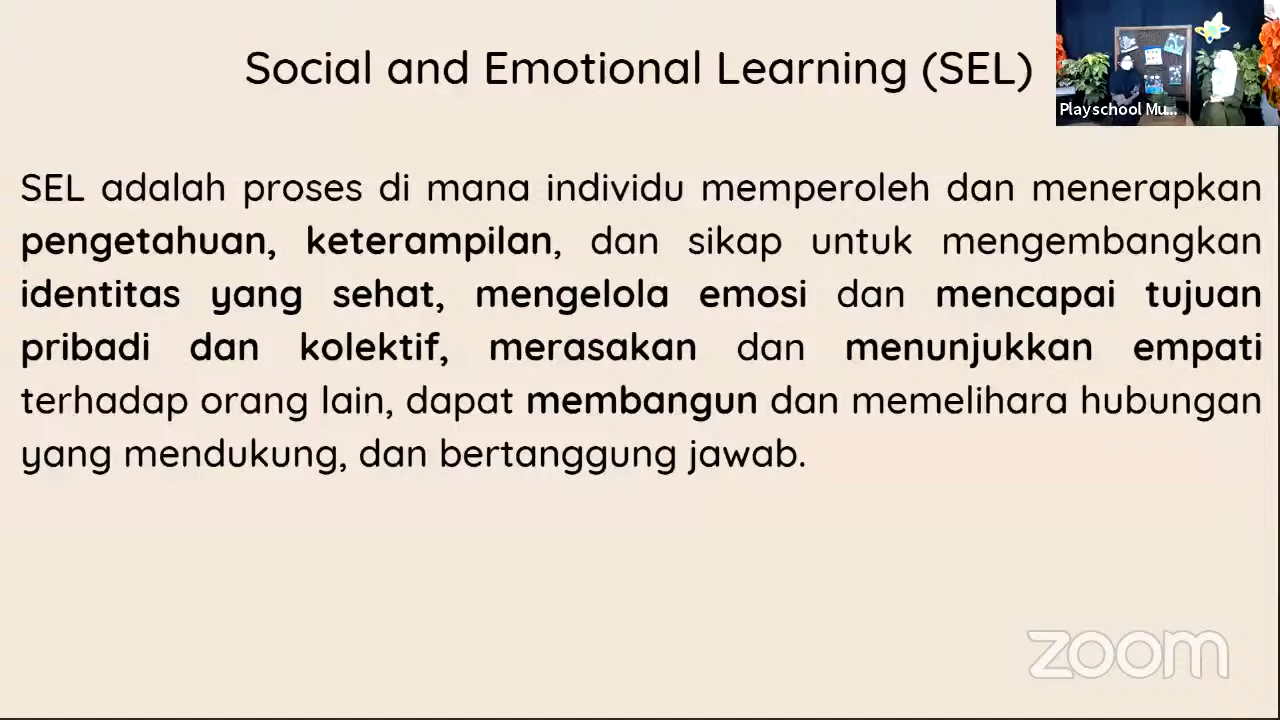 Social and Emotional Learning (SEL)
Playschool Mu...
SEL adalah proses di mana individu memperoleh dan menerapkan
pengetahuan, keterampilan, dan sikap untuk mengembangkan
identitas yang sehat, mengelola emosi dan mencapai tujuan
pribadi dan kolektif, merasakan dan menunjukkan empati
terhadap orang lain, dapat membangun dan memelihara hubungan
yang mendukung, dan bertanggung jawab.
zoom